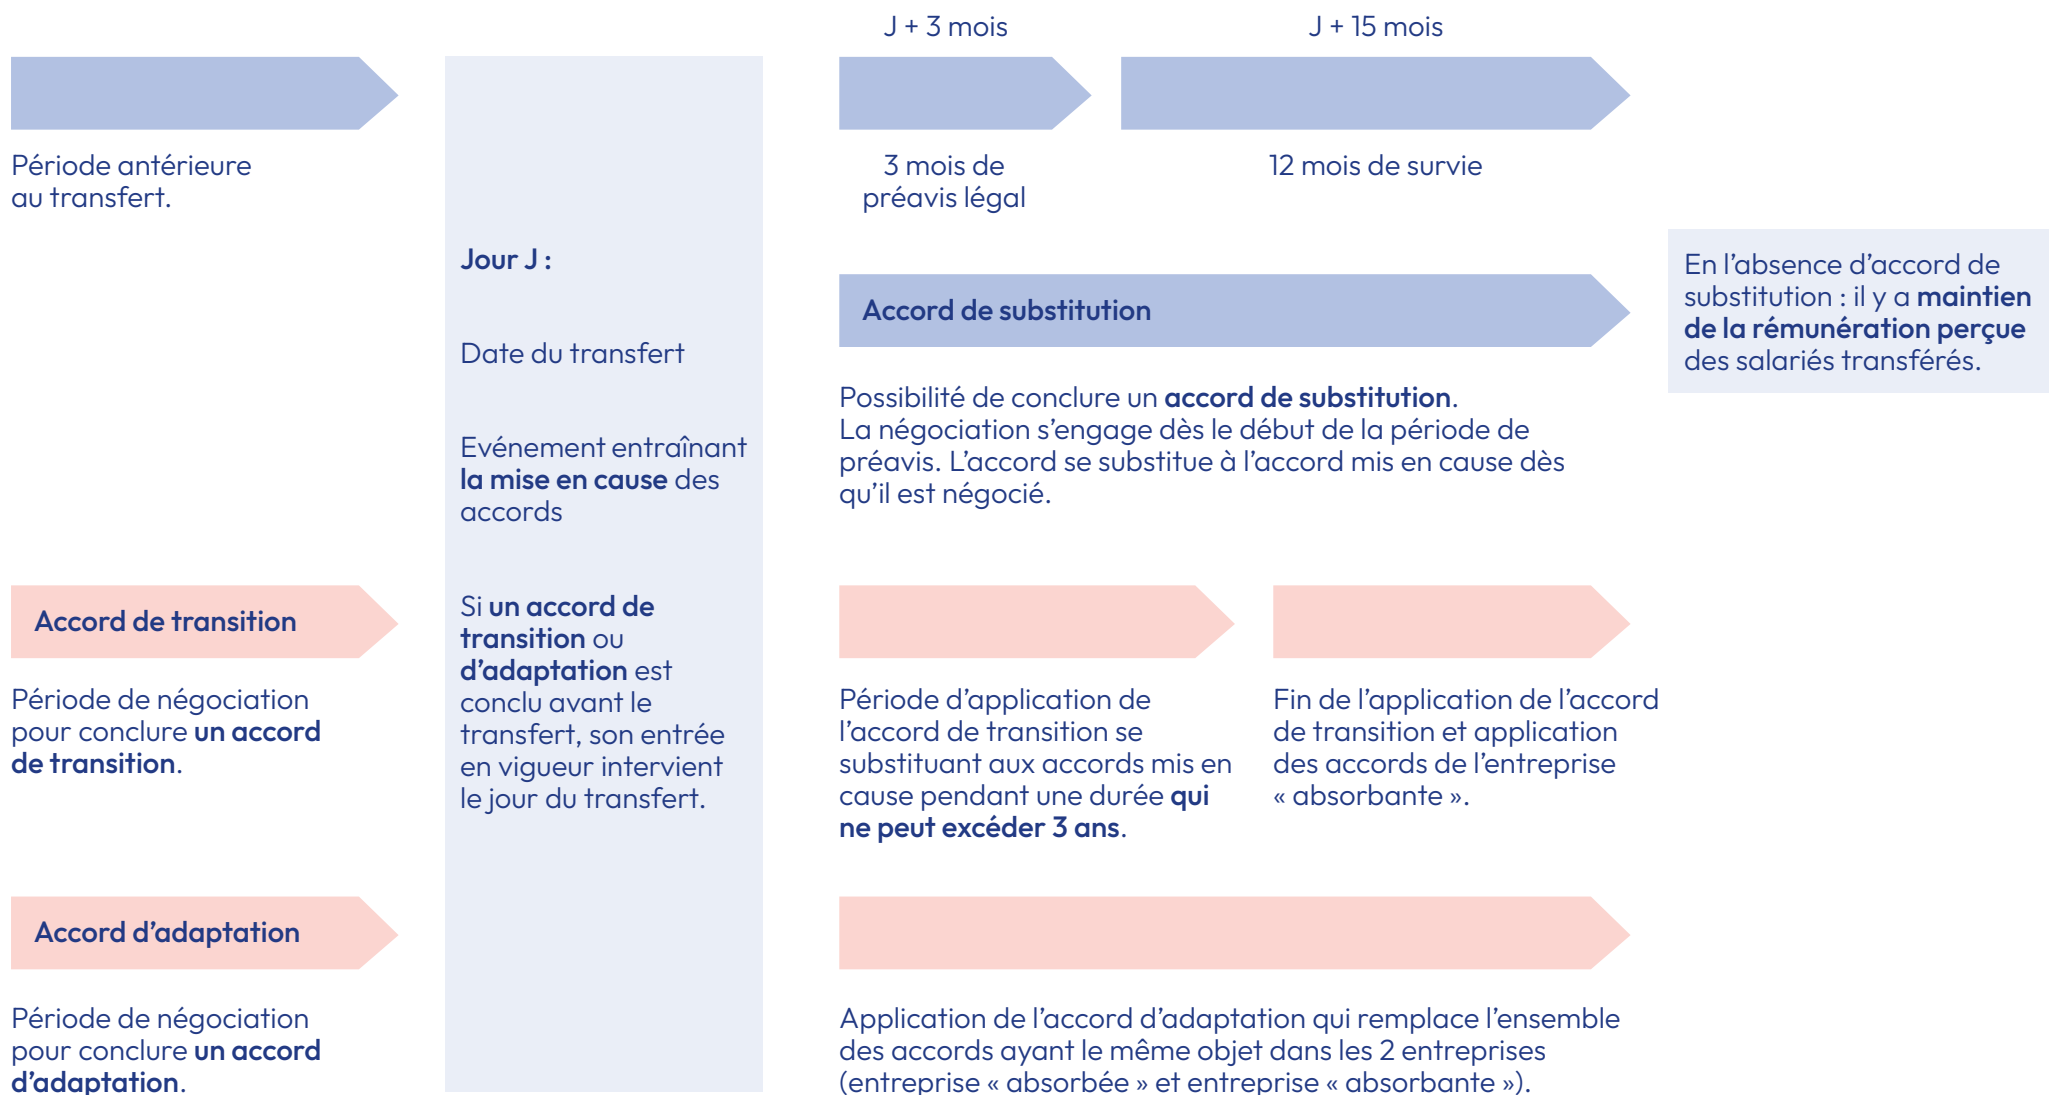 J + 3 mois
J + 15 mois
Période antérieure
au transfert.
3 mois de
préavis légal
12 mois de survie
Jour J :
Date du transfert
Evénement entraînant
la mise en cause des
accords
Si un accord de
transition ou
d’adaptation est
conclu avant le
transfert, son entrée
en vigueur intervient
le jour du transfert.
Accord de substitution
Possibilité de conclure un accord de substitution.
La négociation s’engage dès le début de la période de
préavis. L’accord se substitue à l’accord mis en cause dès
qu’il est négocié.
En l’absence d’accord de
substitution : il y a maintien
de la rémunération perçue
des salariés transférés.
Accord de transition
Période de négociation
pour conclure un accord
de transition.
Période d’application de
l’accord de transition se
substituant aux accords mis en
cause pendant une durée qui
ne peut excéder 3 ans.
Fin de l’application de l’accord
de transition et application
des accords de l’entreprise
« absorbante ».
Accord d’adaptation
Période de négociation
pour conclure un accord
d’adaptation.
Application de l’accord d’adaptation qui remplace l’ensemble
des accords ayant le même objet dans les 2 entreprises
(entreprise « absorbée » et entreprise « absorbante »).